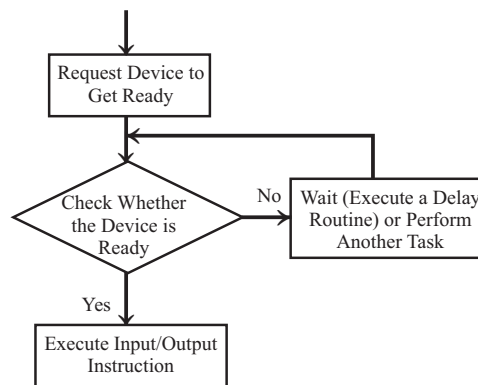 Request Device to
Get Ready
Check Whether
the Device is
Ready
No
Wait (Execute a Delay
Routine) or Perform
Another Task
Yes
Execute Input/Output
Instruction